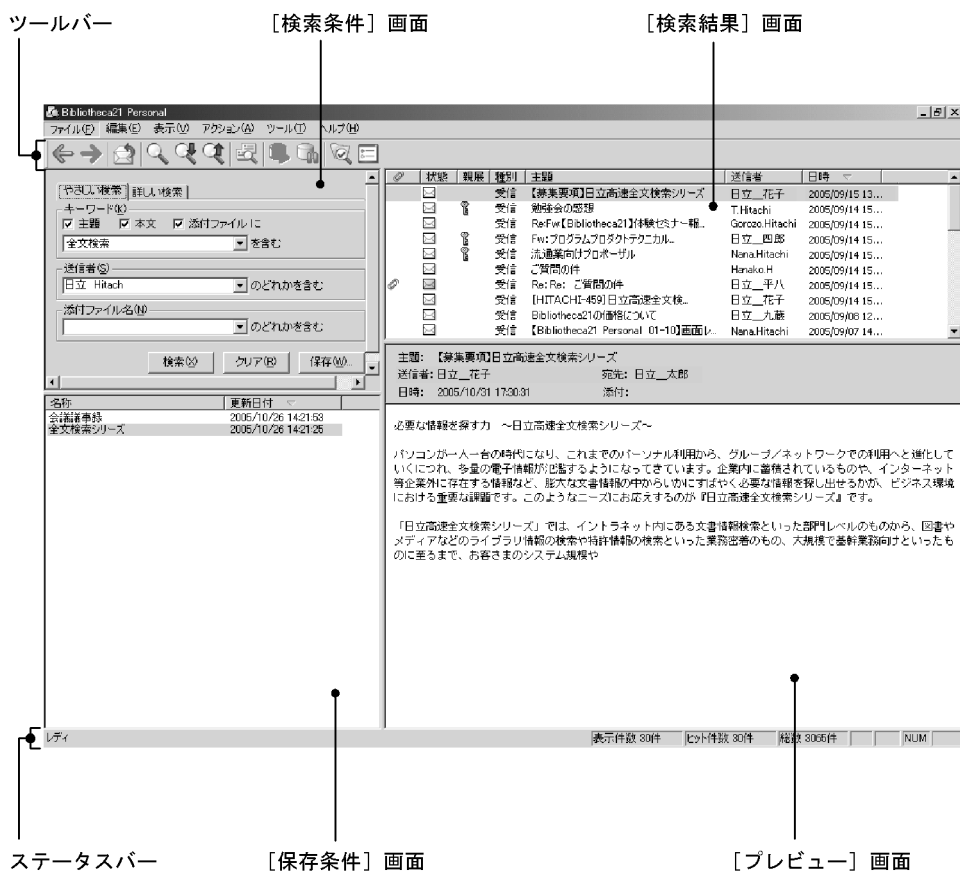 ツールバー
［検索条件］画面
［検索結果］画面
Bibliotheca21 Personal
ファイル(F) 編集(E) 表示(V) アクション(A) ツール(T) ヘルプ(H)
やさしい検索 詳しい検索
キーワード(K)
主題 本文 添付ファイル に
全文検索 を含む
送信者(S)
日立 Hitach のどれかを含む
添付ファイル名(N)
のどれかを含む
検索(X) クリア(R) 保存(W)...
名称 更新日付
会議議事録 2005/10/26 14:21:53
全文検索シリーズ 2005/10/26 14:21:25
状態 親展 種別 主題 送信者 日時
受信 【募集要項】日立高速全文検索シリーズ 日立__花子 2005/09/15 13...
受信 勉強会の感想 T.Hitachi 2005/09/14 15...
受信 Re:Fw:【Bibliotheca21】体験セミナー報... Gorozo.Hitachi 2005/09/14 15...
受信 Fw:プログラムプロダクトテクニカル... 日立__四郎 2005/09/14 15...
受信 流通業向けプロポーザル Nana.Hitachi 2005/09/14 15...
受信 ご質問の件 Hanako.H 2005/09/14 15...
受信 Re: Re: ご質問の件 日立__平八 2005/09/14 15...
受信 [HITACHI-459]日立高速全文検... 日立__花子 2005/09/14 15...
受信 Bibliotheca21の価格について 日立__九藤 2005/09/08 12...
受信 【Bibliotheca21 Personal 01-10】画面レ... Nana.Hitachi 2005/09/07 14...
主題: 【募集要項】日立高速全文検索シリーズ
送信者: 日立__花子 宛先: 日立__太郎
日時: 2005/10/31 17:30:31 添付:
必要な情報を探す力 ～日立高速全文検索シリーズ～
パソコンが一人一台の時代になり、これまでのパーソナル利用から、グループ／ネットワークでの利用へと進化して
いくにつれ、多量の電子情報が氾濫するようになってきています。企業内に蓄積されているものや、インターネット
等企業外に存在する情報など、膨大な文書情報の中からいかにすばやく必要な情報を探し出せるかが、ビジネス環境
における重要な課題です。このようなニーズにお応えするのが『日立高速全文検索シリーズ』です。
「日立高速全文検索シリーズ」では、イントラネット内にある文書情報検索といった部門レベルのものから、図書や
メディアなどのライブラリ情報の検索や特許情報の検索といった業務密着のもの、大規模で基幹業務向けといったも
のに至るまで、お客さまのシステム規模や
レディ 表示件数 30件 ヒット件数 30件 総数 3065件 NUM
ステータスバー
［保存条件］画面
［プレビュー］画面